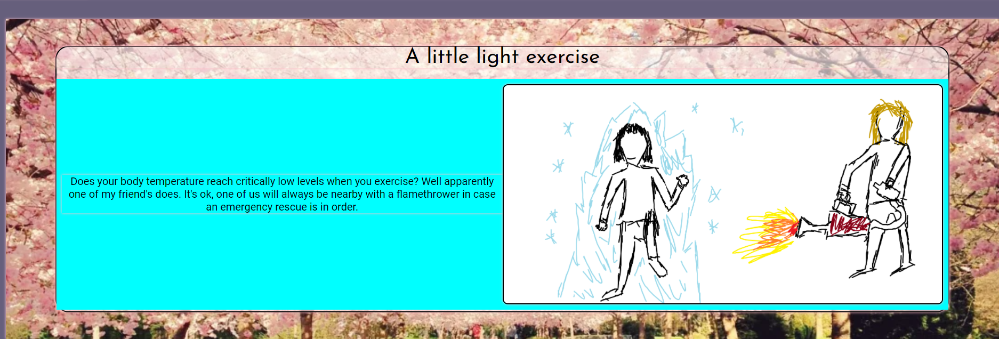 A little light exercise
Does your body temperature reach critically low levels when you exercise? Well apparently
one of my friend's does. It's ok, one of us will always be nearby with a flamethrower in case
an emergency rescue is in order.